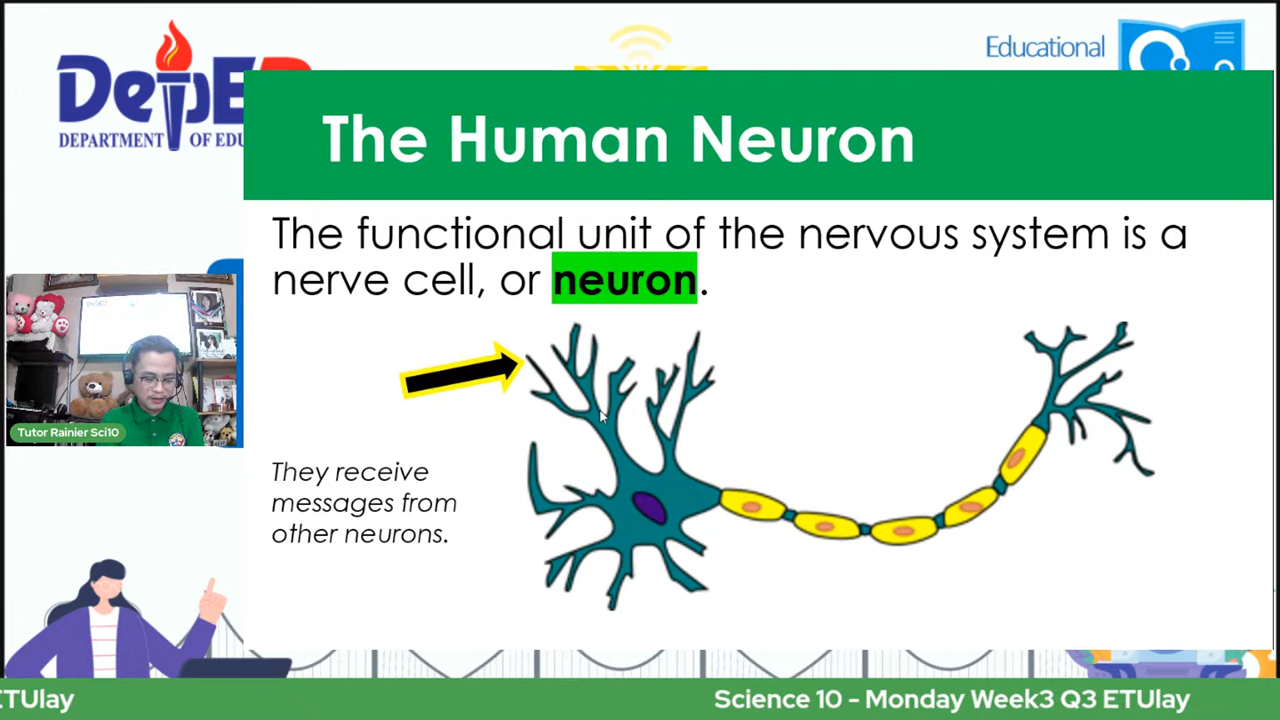 DepED
DEPARTMENT OF EDU
Educational
The Human Neuron
The functional unit of the nervous system is a
nerve cell, or neuron.
They receive
messages from
other neurons.
Tutor Rainier Sci10
ETUlay
Science 10 - Monday Week3 Q3 ETUlay